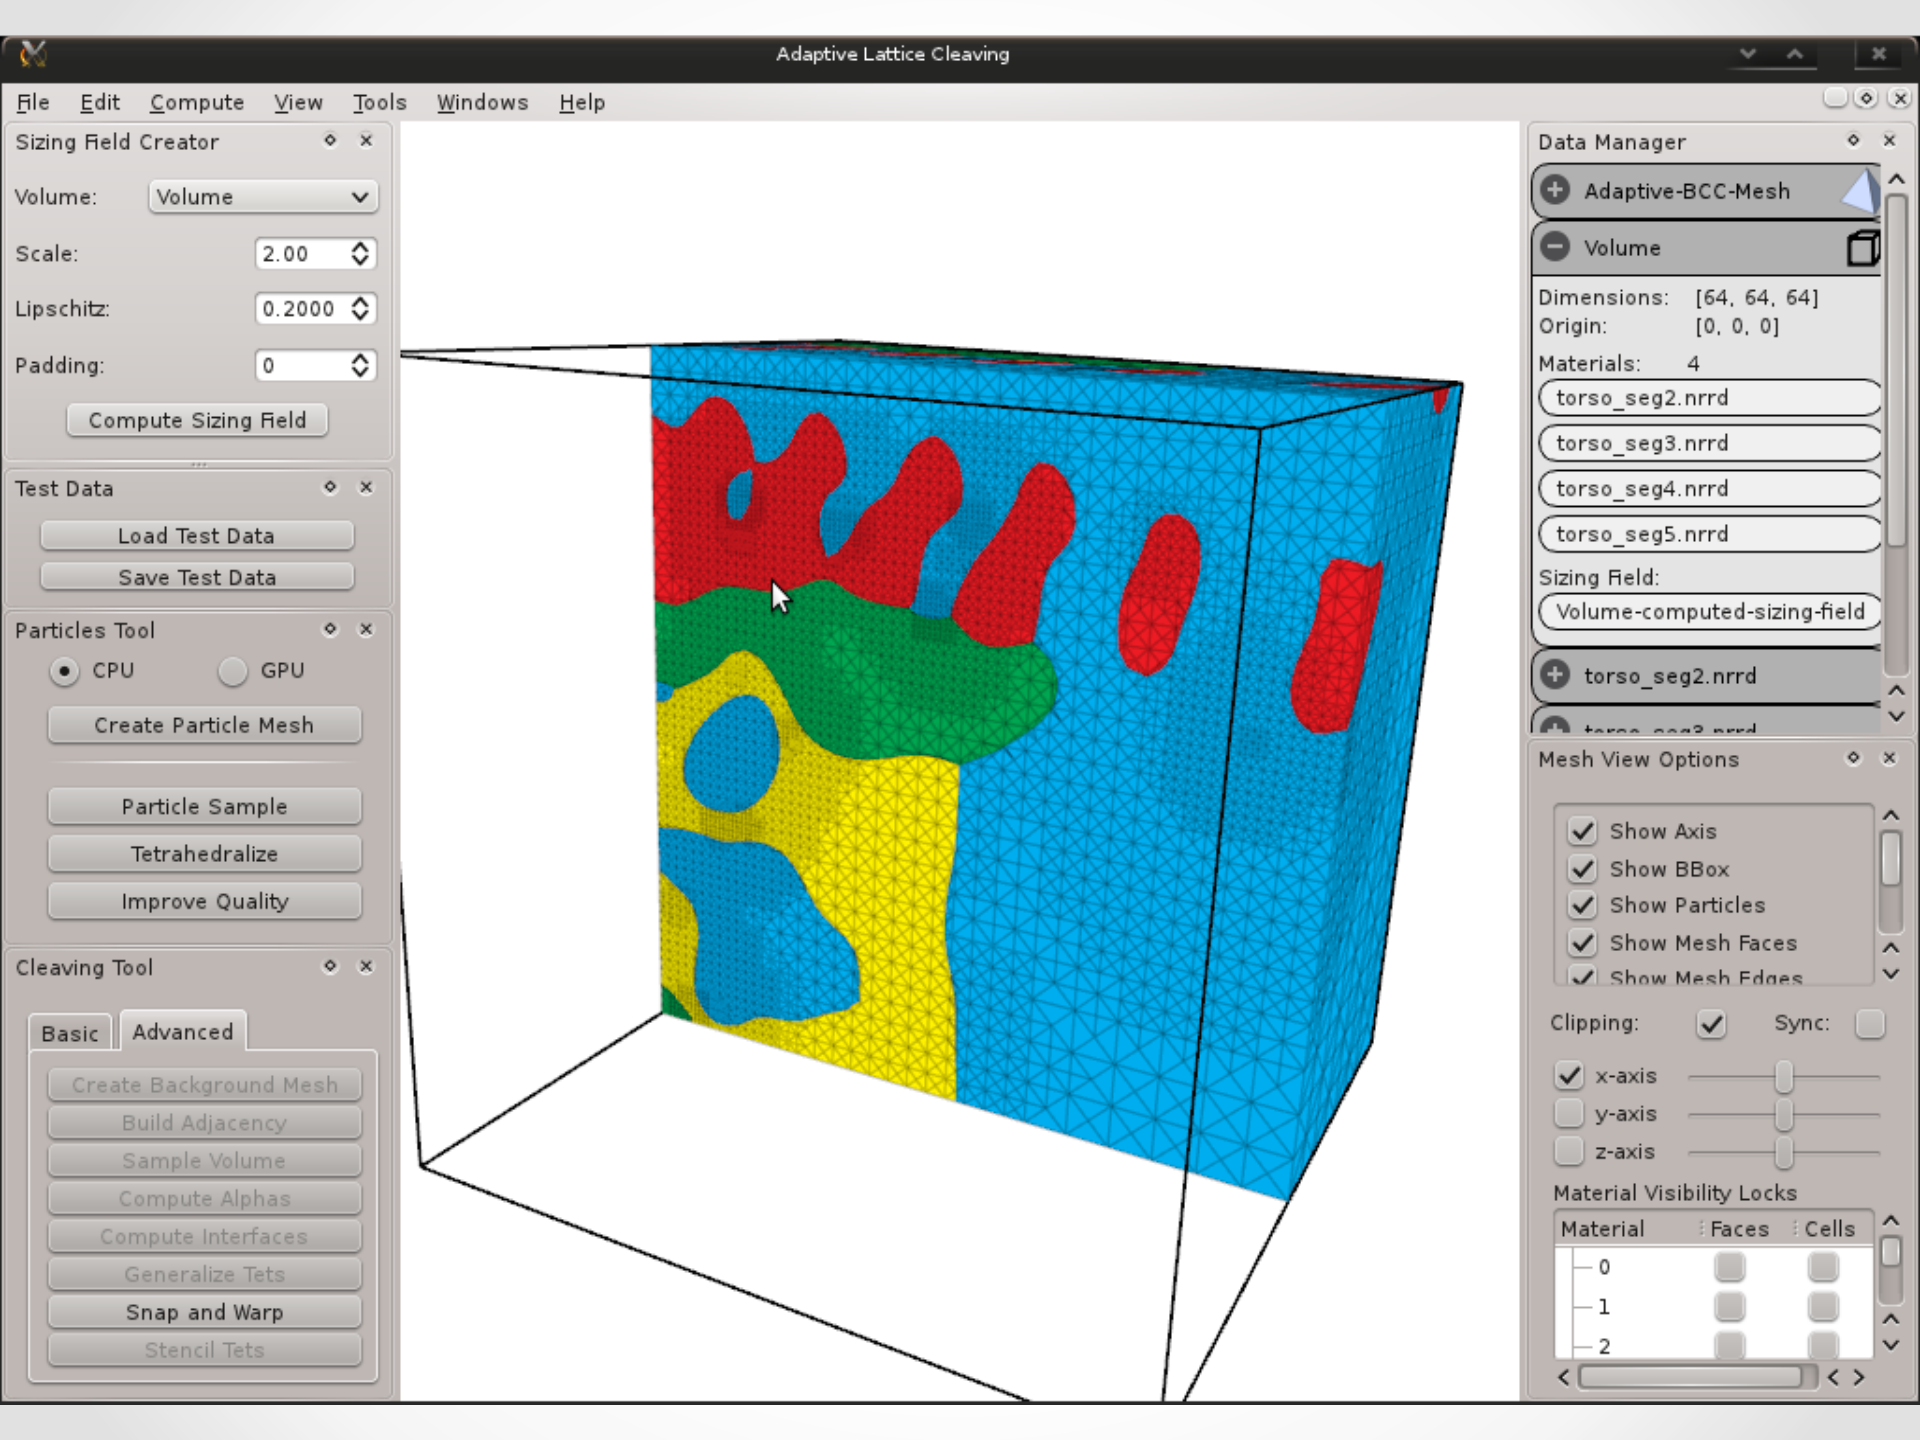 Adaptive Lattice Cleaving
File Edit Compute View Tools Windows Help
Sizing Field Creator
Volume: Volume
Scale: 2.00
Lipschitz: 0.2000
Padding: 0
Compute Sizing Field
Test Data
Load Test Data
Save Test Data
Particles Tool
CPU GPU
Create Particle Mesh
Particle Sample
Tetrahedralize
Improve Quality
Cleaving Tool
Basic Advanced
Create Background Mesh
Build Adjacency
Sample Volume
Compute Alphas
Compute Interfaces
Generalize Tets
Snap and Warp
Stencil Tets
Data Manager
Adaptive-BCC-Mesh
Volume
Dimensions: [64, 64, 64]
Origin: [0, 0, 0]
Materials: 4
torso_seg2.nrrd
torso_seg3.nrrd
torso_seg4.nrrd
torso_seg5.nrrd
Sizing Field:
Volume-computed-sizing-field
torso_seg2.nrrd
torso_seg3.nrrd
Mesh View Options
Show Axis
Show BBox
Show Particles
Show Mesh Faces
Show Mesh Edges
Clipping: Sync:
x-axis
y-axis
z-axis
Material Visibility Locks
Material Faces Cells
0
1
2